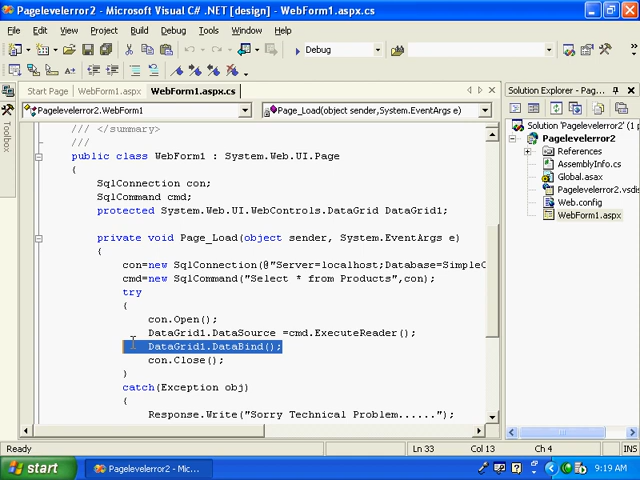 Pagelevelerror2 - Microsoft Visual C# .NET [design] - WebForm1.aspx.cs
File Edit View Project Build Debug Tools Window Help
Debug
Start Page WebForm1.aspx WebForm1.aspx.cs
Solution Explorer - Pag...
Toolbox
Pagelevelerror2.WebForm1 Page_Load(object sender,System.EventArgs e)
/// </summary>
///
public class WebForm1 : System.Web.UI.Page
{
SqlConnection con;
SqlCommand cmd;
protected System.Web.UI.WebControls.DataGrid DataGrid1;
private void Page_Load(object sender, System.EventArgs e)
{
con=new SqlConnection(@"Server=localhost;Database=SimpleC
cmd=new SqlCommand("Select * from Products",con);
try
{
con.Open();
DataGrid1.DataSource =cmd.ExecuteReader();
DataGrid1.DataBind();
con.Close();
}
catch(Exception obj)
{
Response.Write("Sorry Technical Problem......");
Solution 'Pagelevelerror2' (1 p
Pagelevelerror2
References
AssemblyInfo.cs
Global.asax
Pagelevelerror2.vsdis
Web.config
WebForm1.aspx
Ready Ln 33 Col 13 Ch 4 INS
start Pagelevelerror2 - Mic... 9:19 AM